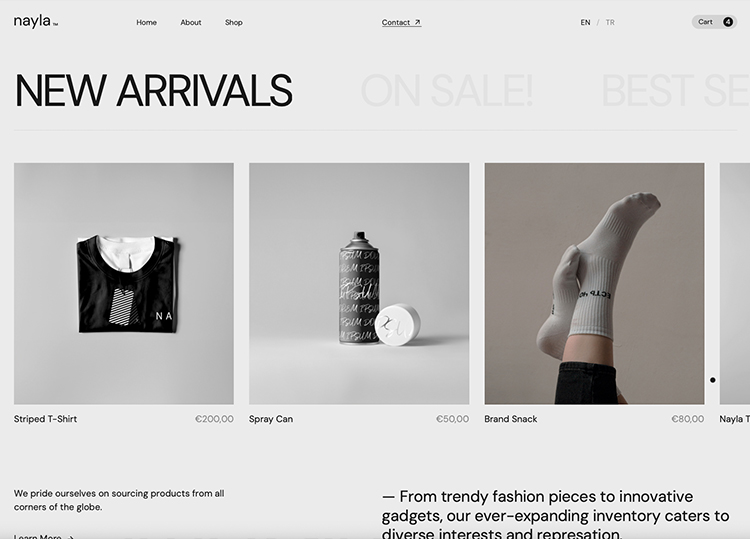 nayla™
Home About Shop Contact ↗ EN / TR Cart 4
NEW ARRIVALS ON SALE! BEST SE
NA
Striped T-Shirt €200,00
Spray Can €50,00
Brand Snack €80,00
Nayla T
We pride ourselves on sourcing products from all
corners of the globe.
Learn More →
— From trendy fashion pieces to innovative
gadgets, our ever-expanding inventory caters to
diverse interests and represation.